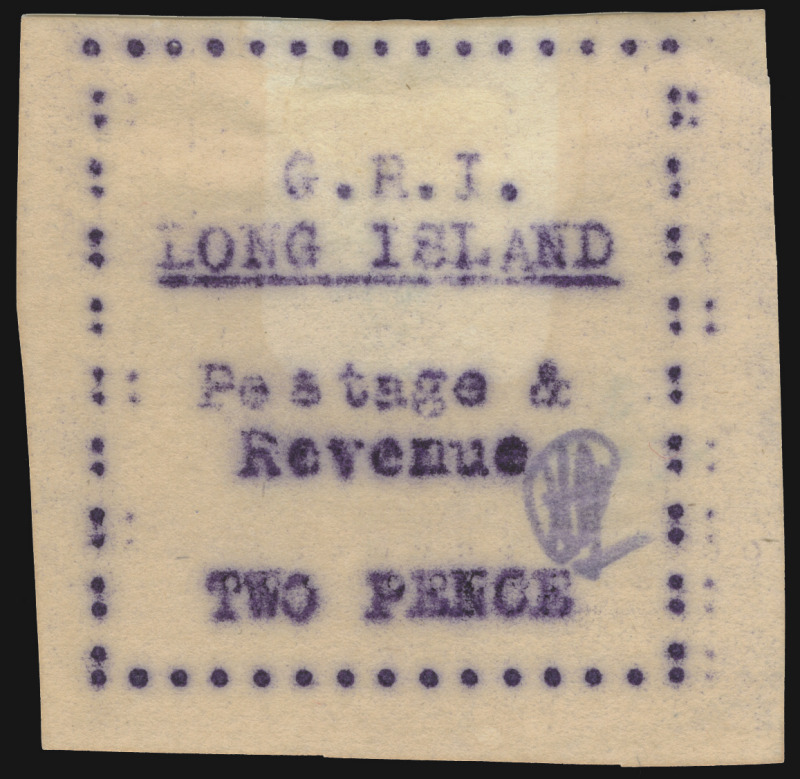 G.R.I.
LONG ISLAND
Postage &
Revenue
TWO PENCE